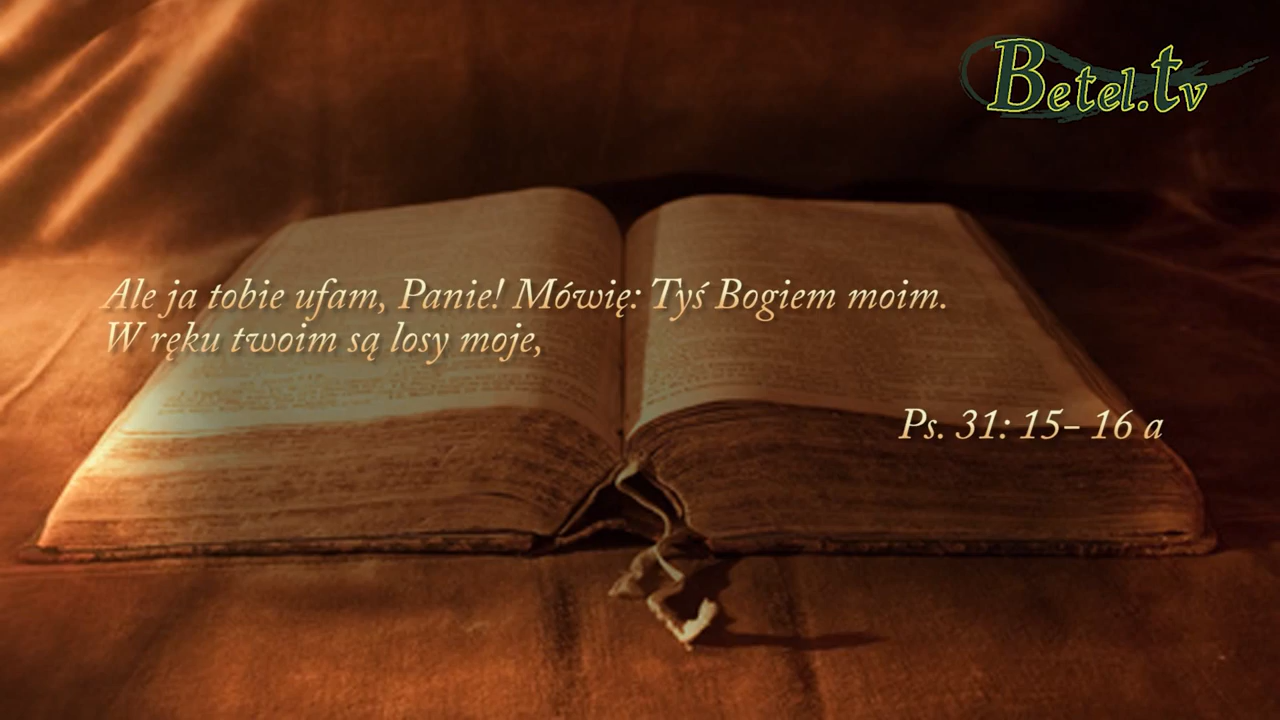 Betel.tv
Ale ja tobie ufam, Panie! Mówię: Tyś Bogiem moim.
W ręku twoim są losy moje,
Ps. 31: 15- 16 a